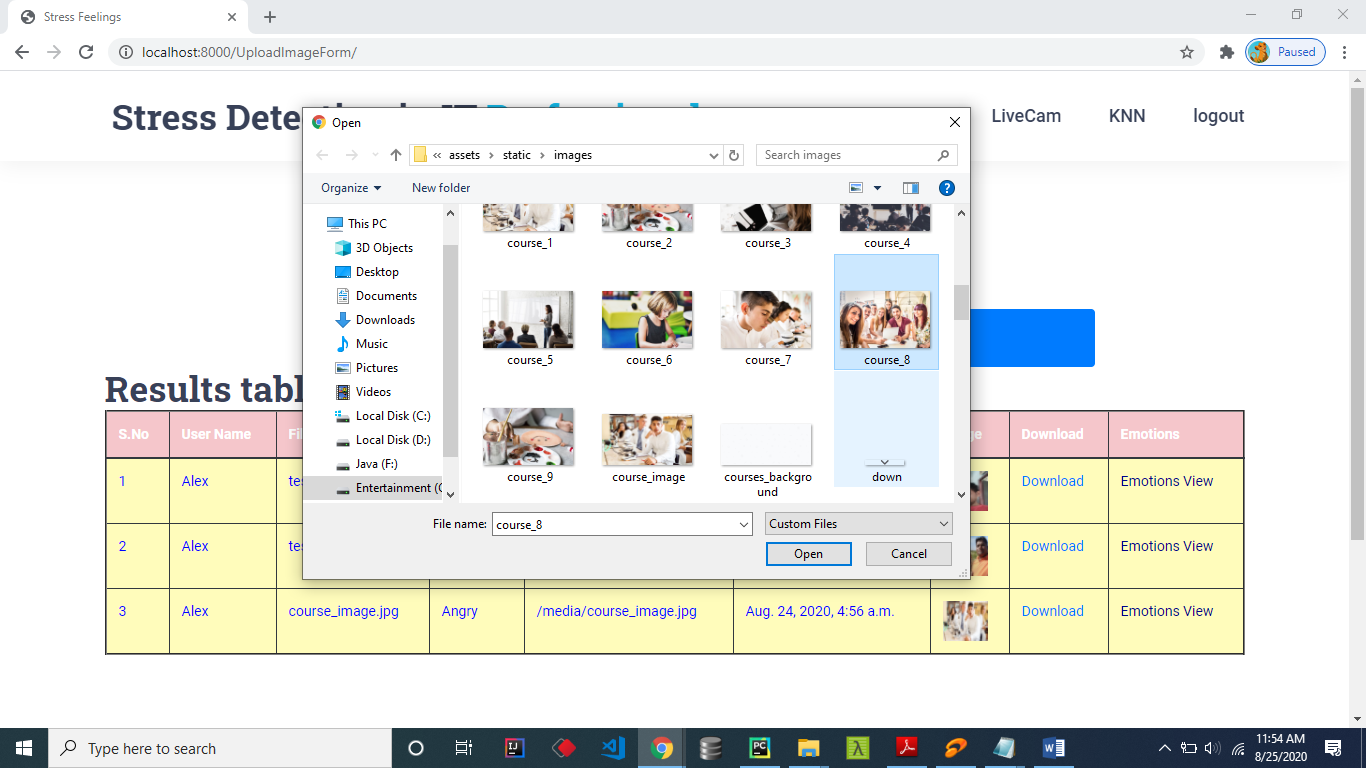 Stress Feelings
localhost:8000/UploadImageForm/
Paused
Stress Dete
LiveCam
KNN
logout
Open
« assets > static > images
Search images
Organize
New folder
This PC
3D Objects
Desktop
Documents
Downloads
Music
Pictures
Videos
Local Disk (C:)
Local Disk (D:)
Java (F:)
Entertainment (
course_1
course_2
course_3
course_4
course_5
course_6
course_7
course_8
course_9
course_image
courses_backgro
und
down
File name:
course_8
Custom Files
Open
Cancel
Results tabl
S.No
User Name
Download
Emotions
1
Alex
Download
Emotions View
2
Alex
Download
Emotions View
3
Alex
course_image.jpg
Angry
/media/course_image.jpg
Aug. 24, 2020, 4:56 a.m.
Download
Emotions View
Type here to search
11:54 AM
8/25/2020